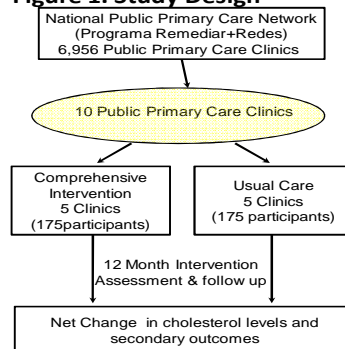 Figure 1. Study Design
National Public Primary Care Network
(Programa Remediar+Redes)
6,956 Public Primary Care Clinics
10 Public Primary Care Clinics
Comprehensive
Intervention
5 Clinics
(175participants)
Usual Care
5 Clinics
(175 participants)
12 Month Intervention
Assessment & follow up
Net Change in cholesterol levels and
secondary outcomes